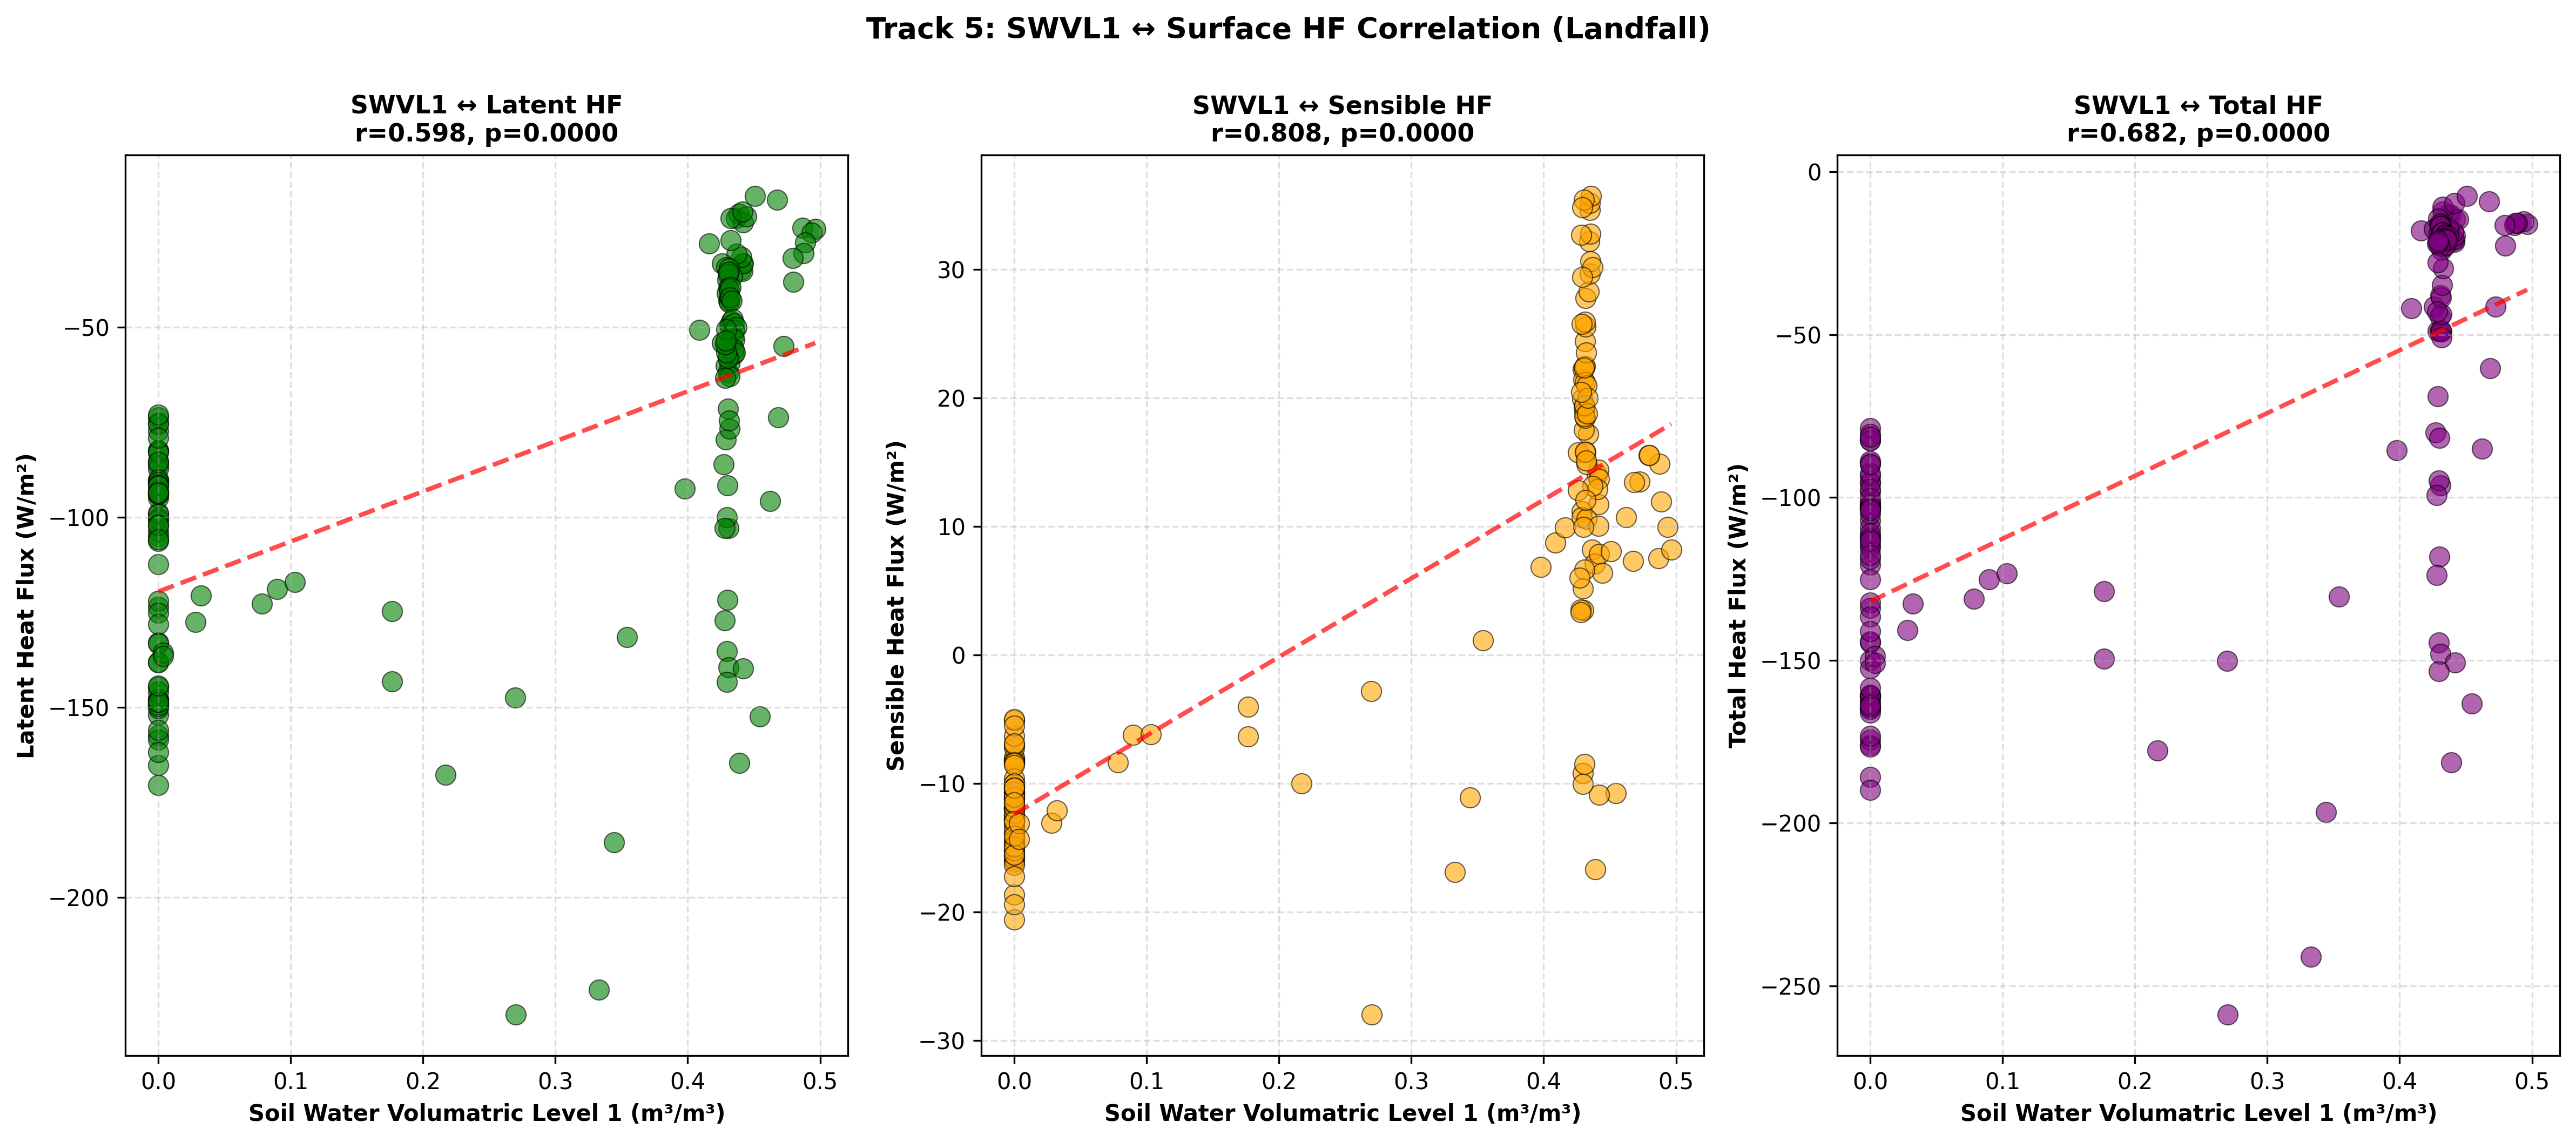 Track 5: SWVL1 ↔ Surface HF Correlation (Landfall)
SWVL1 ↔ Latent HF
r=0.598, p=0.0000
Latent Heat Flux (W/m²)
−50
−100
−150
−200
0.0 0.1 0.2 0.3 0.4 0.5
Soil Water Volumatric Level 1 (m³/m³)
SWVL1 ↔ Sensible HF
r=0.808, p=0.0000
Sensible Heat Flux (W/m²)
30
20
10
0
−10
−20
−30
0.0 0.1 0.2 0.3 0.4 0.5
Soil Water Volumatric Level 1 (m³/m³)
SWVL1 ↔ Total HF
r=0.682, p=0.0000
Total Heat Flux (W/m²)
0
−50
−100
−150
−200
−250
0.0 0.1 0.2 0.3 0.4 0.5
Soil Water Volumatric Level 1 (m³/m³)